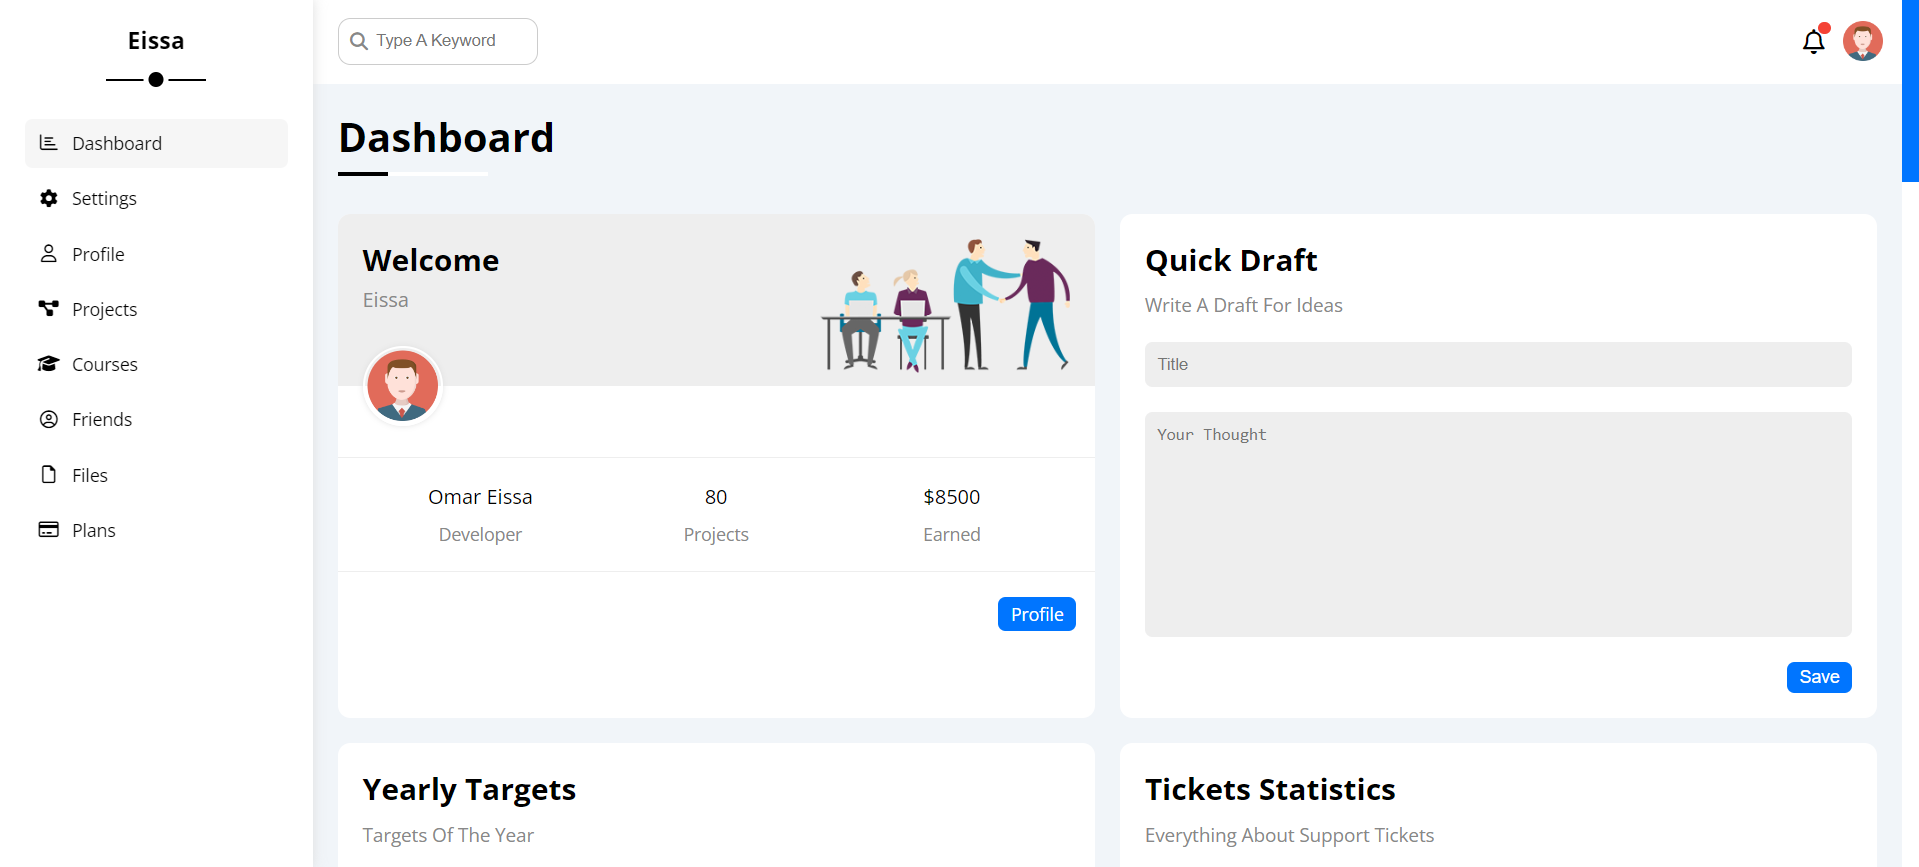 Eissa
Dashboard
Settings
Profile
Projects
Courses
Friends
Files
Plans
Type A Keyword
Dashboard
Welcome
Eissa
Omar Eissa
Developer
80
Projects
$8500
Earned
Profile
Quick Draft
Write A Draft For Ideas
Title
Your Thought
Save
Yearly Targets
Targets Of The Year
Tickets Statistics
Everything About Support Tickets